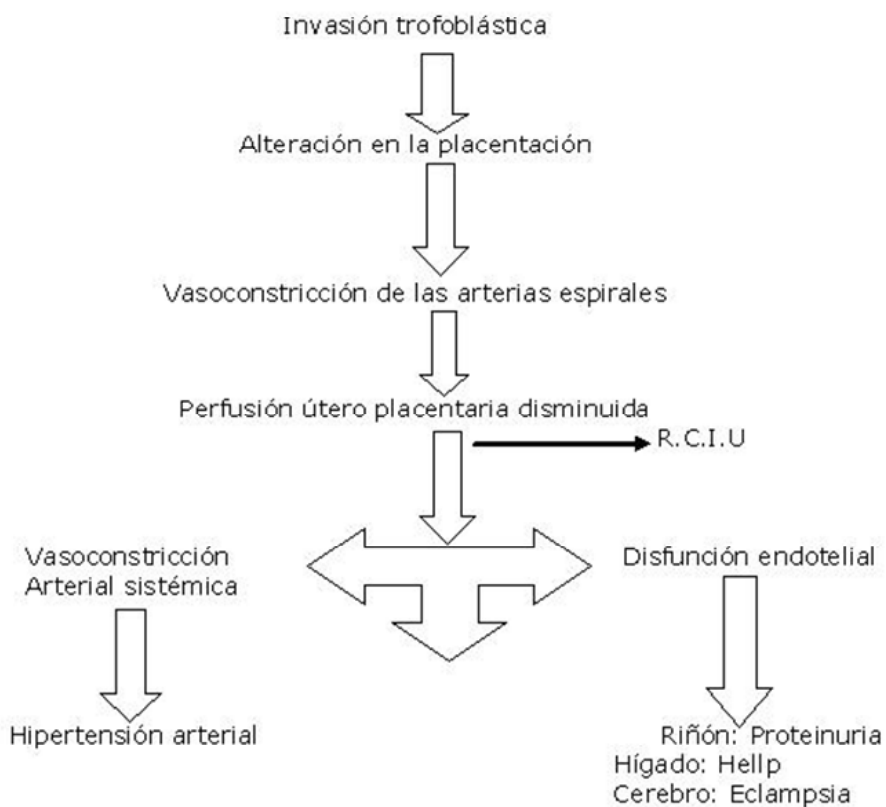 Invasión trofoblástica
Alteración en la placentación
Vasoconstricción de las arterias espirales
Perfusión útero placentaria disminuida
R.C.I.U
Vasoconstricción
Arterial sistémica
Disfunción endotelial
Hipertensión arterial
Riñón: Proteinuria
Hígado: Hellp
Cerebro: Eclampsia